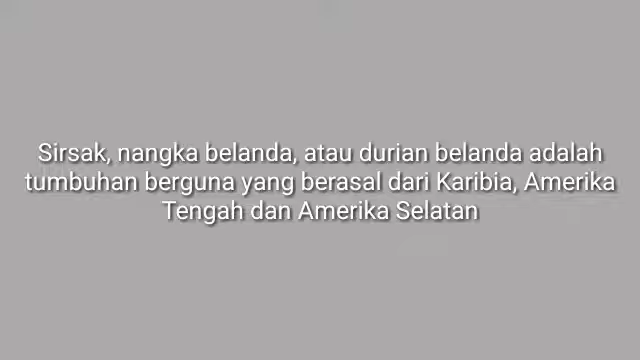 Sirsak, nangka belanda, atau durian belanda adalah
tumbuhan berguna yang berasal dari Karibia, Amerika
Tengah dan Amerika Selatan